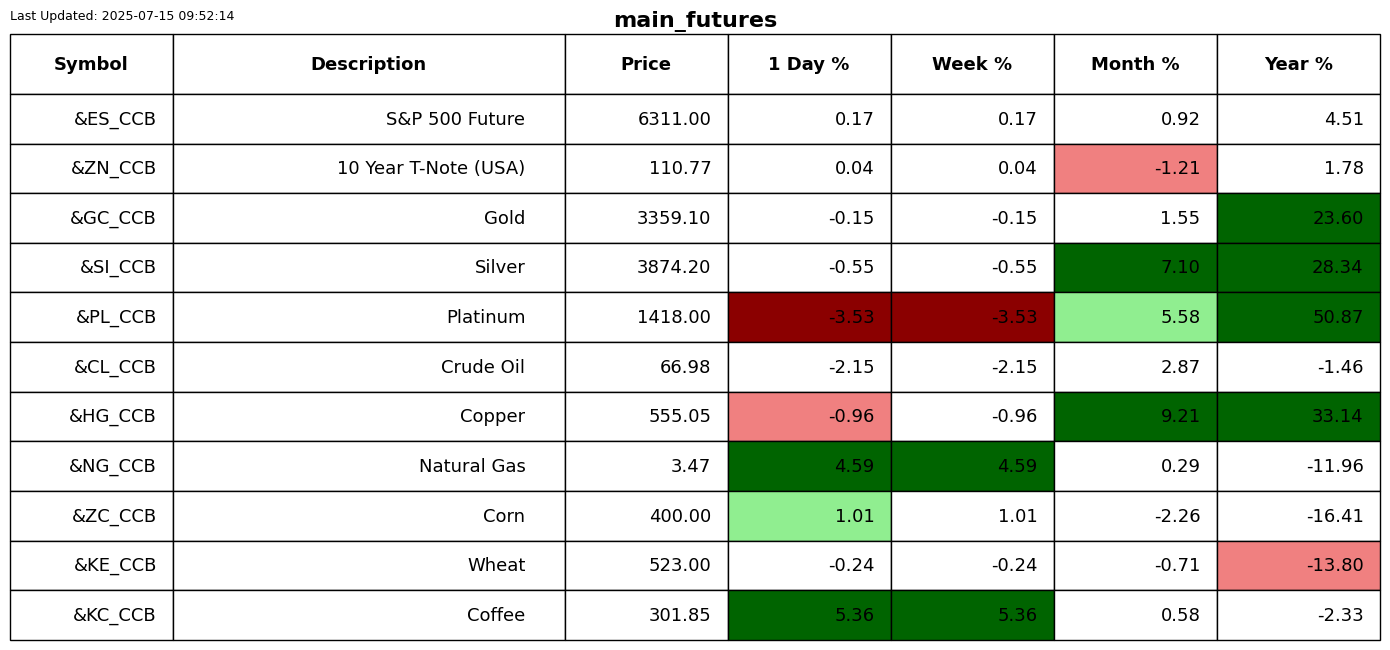 Last Updated: 2025-07-15 09:52:14
main_futures
Symbol Description Price 1 Day % Week % Month % Year %
&ES_CCB S&P 500 Future 6311.00 0.17 0.17 0.92 4.51
&ZN_CCB 10 Year T-Note (USA) 110.77 0.04 0.04 -1.21 1.78
&GC_CCB Gold 3359.10 -0.15 -0.15 1.55 23.60
&SI_CCB Silver 3874.20 -0.55 -0.55 7.10 28.34
&PL_CCB Platinum 1418.00 -3.53 -3.53 5.58 50.87
&CL_CCB Crude Oil 66.98 -2.15 -2.15 2.87 -1.46
&HG_CCB Copper 555.05 -0.96 -0.96 9.21 33.14
&NG_CCB Natural Gas 3.47 4.59 4.59 0.29 -11.96
&ZC_CCB Corn 400.00 1.01 1.01 -2.26 -16.41
&KE_CCB Wheat 523.00 -0.24 -0.24 -0.71 -13.80
&KC_CCB Coffee 301.85 5.36 5.36 0.58 -2.33